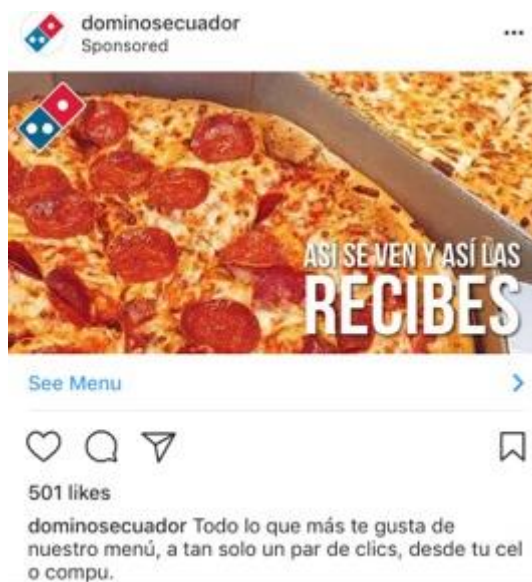 dominosecuador
Sponsored
ASÍ SE VEN Y ASÍ LAS
RECIBES
See Menu
501 likes
dominosecuador Todo lo que más te gusta de
nuestro menú, a tan solo un par de clics, desde tu cel
o compu.